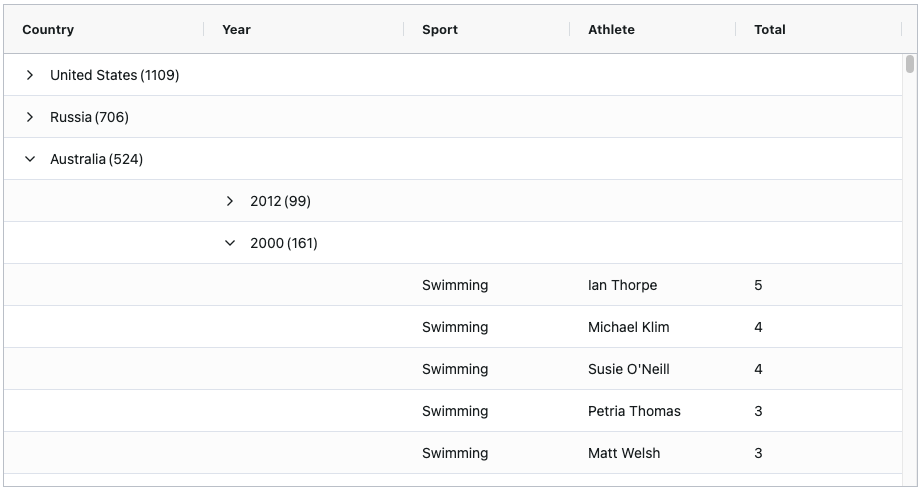 Country Year Sport Athlete Total
United States (1109)
Russia (706)
Australia (524)
2012 (99)
2000 (161)
Swimming Ian Thorpe 5
Swimming Michael Klim 4
Swimming Susie O'Neill 4
Swimming Petria Thomas 3
Swimming Matt Welsh 3